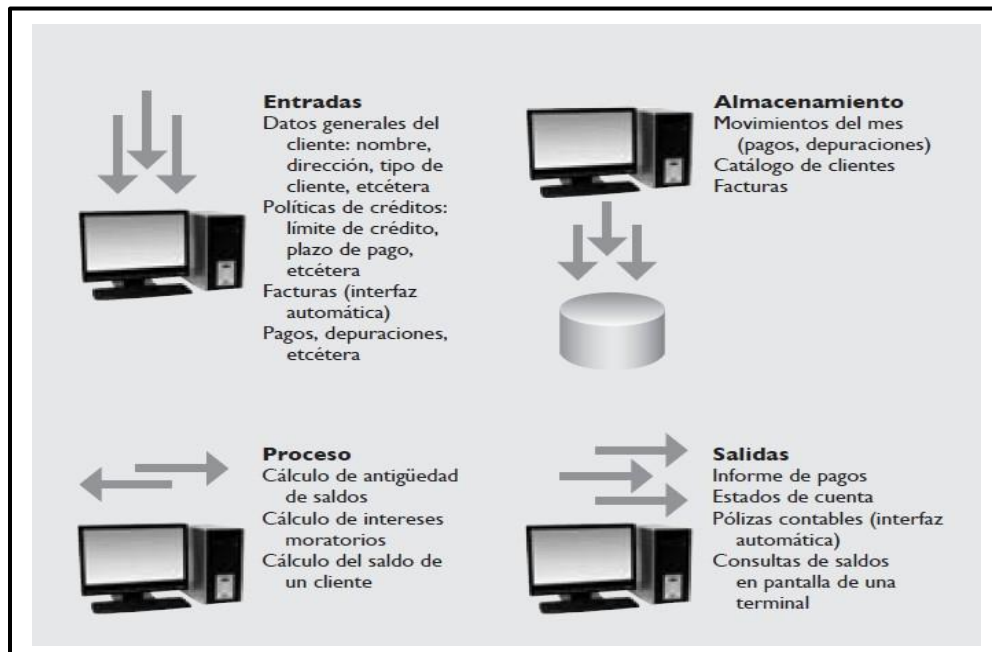 Entradas
Datos generales del
cliente: nombre,
dirección, tipo de
cliente, etcétera
Políticas de créditos:
límite de crédito,
plazo de pago,
etcétera
Facturas (interfaz
automática)
Pagos, depuraciones,
etcétera
Almacenamiento
Movimientos del mes
(pagos, depuraciones)
Catálogo de clientes
Facturas
Proceso
Cálculo de antigüedad
de saldos
Cálculo de intereses
moratorios
Cálculo del saldo de
un cliente
Salidas
Informe de pagos
Estados de cuenta
Pólizas contables (interfaz
automática)
Consultas de saldos
en pantalla de una
terminal